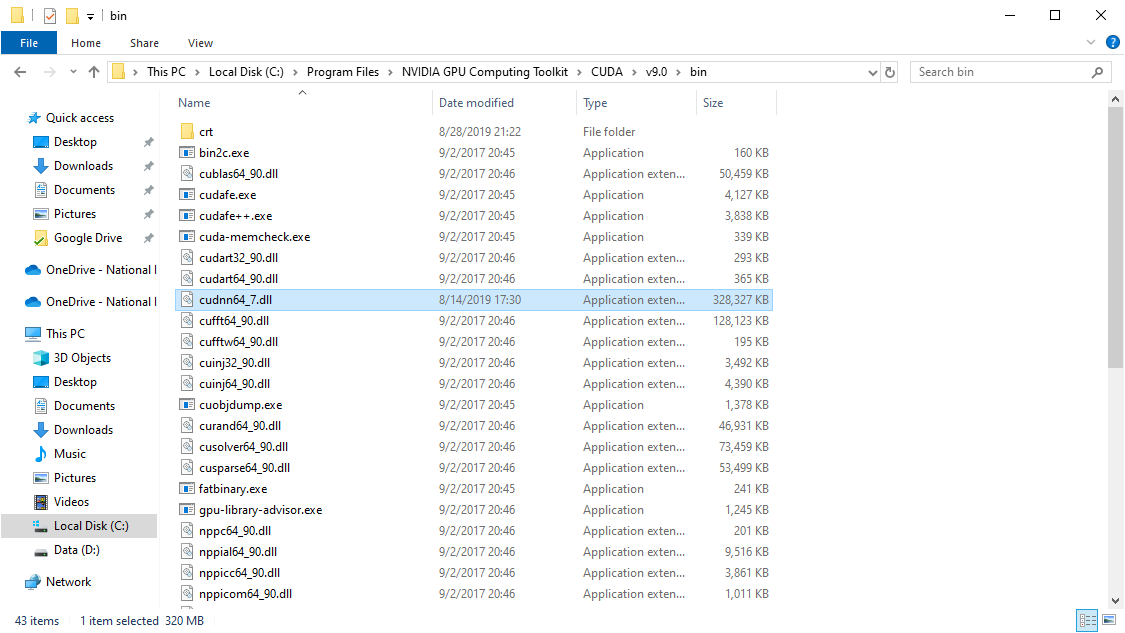 bin
File Home Share View
This PC Local Disk (C:) Program Files NVIDIA GPU Computing Toolkit CUDA v9.0 bin Search bin
Name Date modified Type Size
Quick access
Desktop
Downloads
Documents
Pictures
Google Drive
OneDrive - National I
OneDrive - National I
This PC
3D Objects
Desktop
Documents
Downloads
Music
Pictures
Videos
Local Disk (C:)
Data (D:)
Network
crt 8/28/2019 21:22 File folder
bin2c.exe 9/2/2017 20:45 Application 160 KB
cublas64_90.dll 9/2/2017 20:46 Application exten... 50,459 KB
cudafe.exe 9/2/2017 20:45 Application 4,127 KB
cudafe++.exe 9/2/2017 20:45 Application 3,838 KB
cuda-memcheck.exe 9/2/2017 20:45 Application 339 KB
cudart32_90.dll 9/2/2017 20:46 Application exten... 293 KB
cudart64_90.dll 9/2/2017 20:46 Application exten... 365 KB
cudnn64_7.dll 8/14/2019 17:30 Application exten... 328,327 KB
cufft64_90.dll 9/2/2017 20:46 Application exten... 128,123 KB
cufftw64_90.dll 9/2/2017 20:46 Application exten... 195 KB
cuinj32_90.dll 9/2/2017 20:46 Application exten... 3,492 KB
cuinj64_90.dll 9/2/2017 20:46 Application exten... 4,390 KB
cuobjdump.exe 9/2/2017 20:45 Application 1,378 KB
curand64_90.dll 9/2/2017 20:46 Application exten... 46,931 KB
cusolver64_90.dll 9/2/2017 20:46 Application exten... 73,459 KB
cusparse64_90.dll 9/2/2017 20:46 Application exten... 53,499 KB
fatbinary.exe 9/2/2017 20:45 Application 241 KB
gpu-library-advisor.exe 9/2/2017 20:46 Application 1,245 KB
nppc64_90.dll 9/2/2017 20:46 Application exten... 201 KB
nppial64_90.dll 9/2/2017 20:46 Application exten... 9,516 KB
nppicc64_90.dll 9/2/2017 20:46 Application exten... 3,861 KB
nppicom64_90.dll 9/2/2017 20:46 Application exten... 1,011 KB
43 items 1 item selected 320 MB